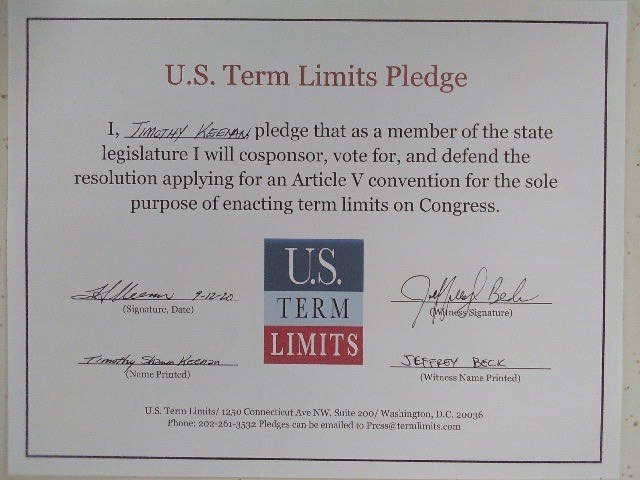 U.S. Term Limits Pledge
I, TIMOTHY KEENAN pledge that as a member of the state
legislature I will cosponsor, vote for, and defend the
resolution applying for an Article V convention for the sole
purpose of enacting term limits on Congress.
U.S.
TERM
LIMITS
9-12-20
(Signature, Date)
Jeffrey Beck
(Witness Signature)
Timothy Shawn Keenan
(Name Printed)
JEFFREY BECK
(Witness Name Printed)
U.S. Term Limits/ 1250 Connecticut Ave NW, Suite 200/ Washington, D.C. 20036
Phone: 202-261-3532 Pledges can be emailed to Press@termlimits.com